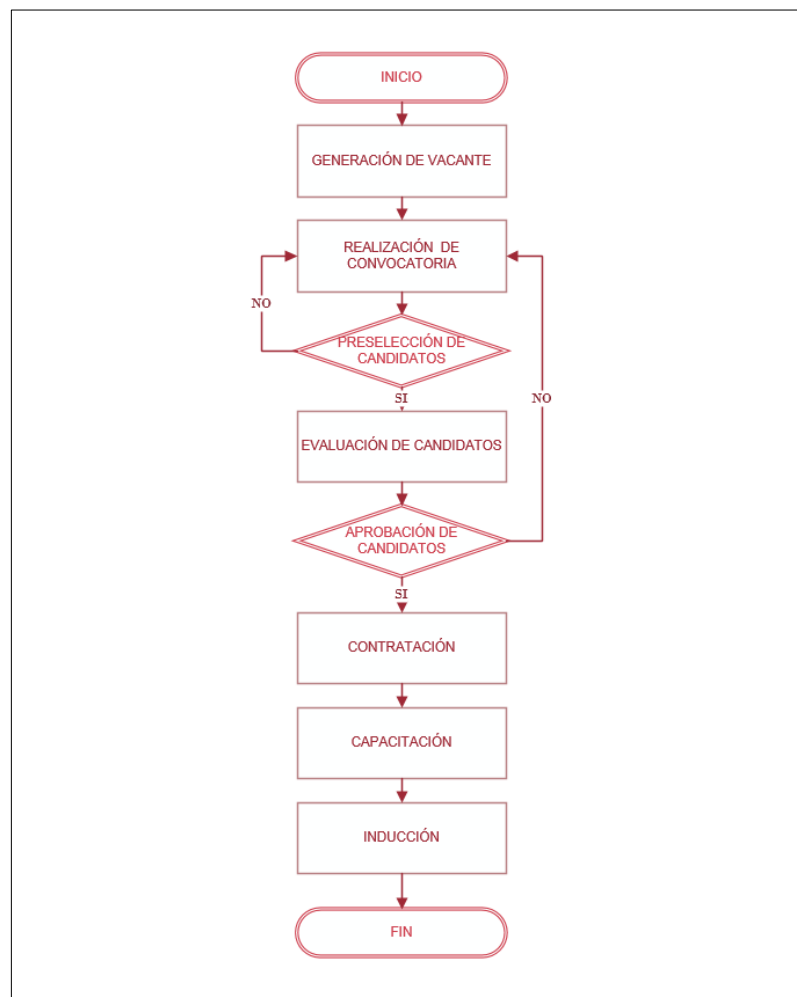 INICIO
GENERACIÓN DE VACANTE
REALIZACIÓN DE
CONVOCATORIA
NO
PRESELECCIÓN DE
CANDIDATOS
SI
NO
EVALUACIÓN DE CANDIDATOS
APROBACIÓN DE
CANDIDATOS
SI
CONTRATACIÓN
CAPACITACIÓN
INDUCCIÓN
FIN